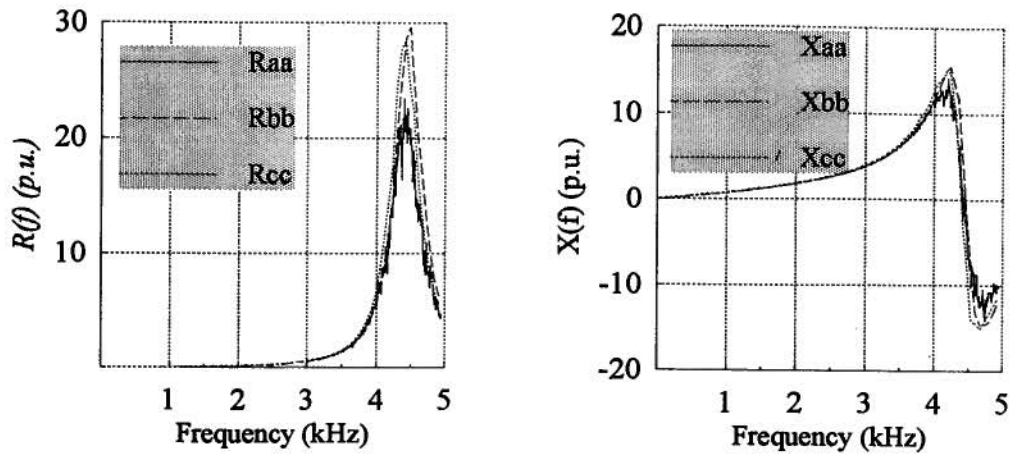 30
20
10
R(f) (p.u.)
Raa
Rbb
Rcc
1 2 3 4 5
Frequency (kHz)
20
10
0
-10
-20
X(f) (p.u.)
Xaa
Xbb
Xcc
1 2 3 4 5
Frequency (kHz)